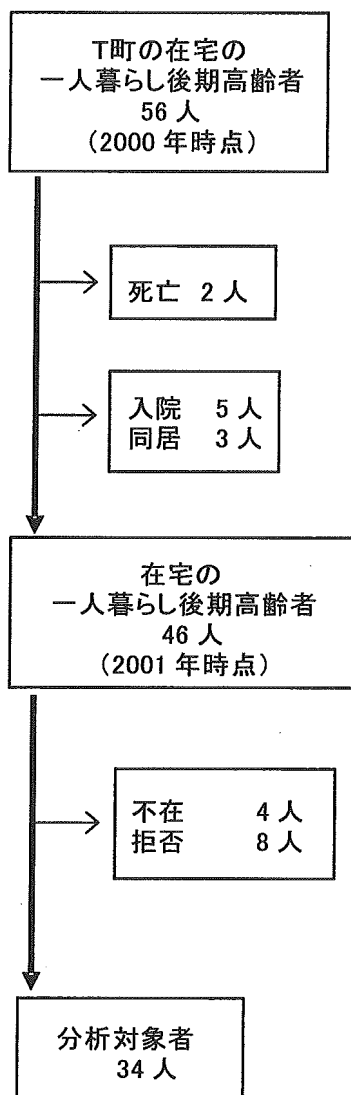 T町の在宅の
一人暮らし後期高齢者
56 人
(2000 年時点)
死亡 2 人
入院 5 人
同居 3 人
在宅の
一人暮らし後期高齢者
46 人
(2001 年時点)
不在 4 人
拒否 8 人
分析対象者
34 人